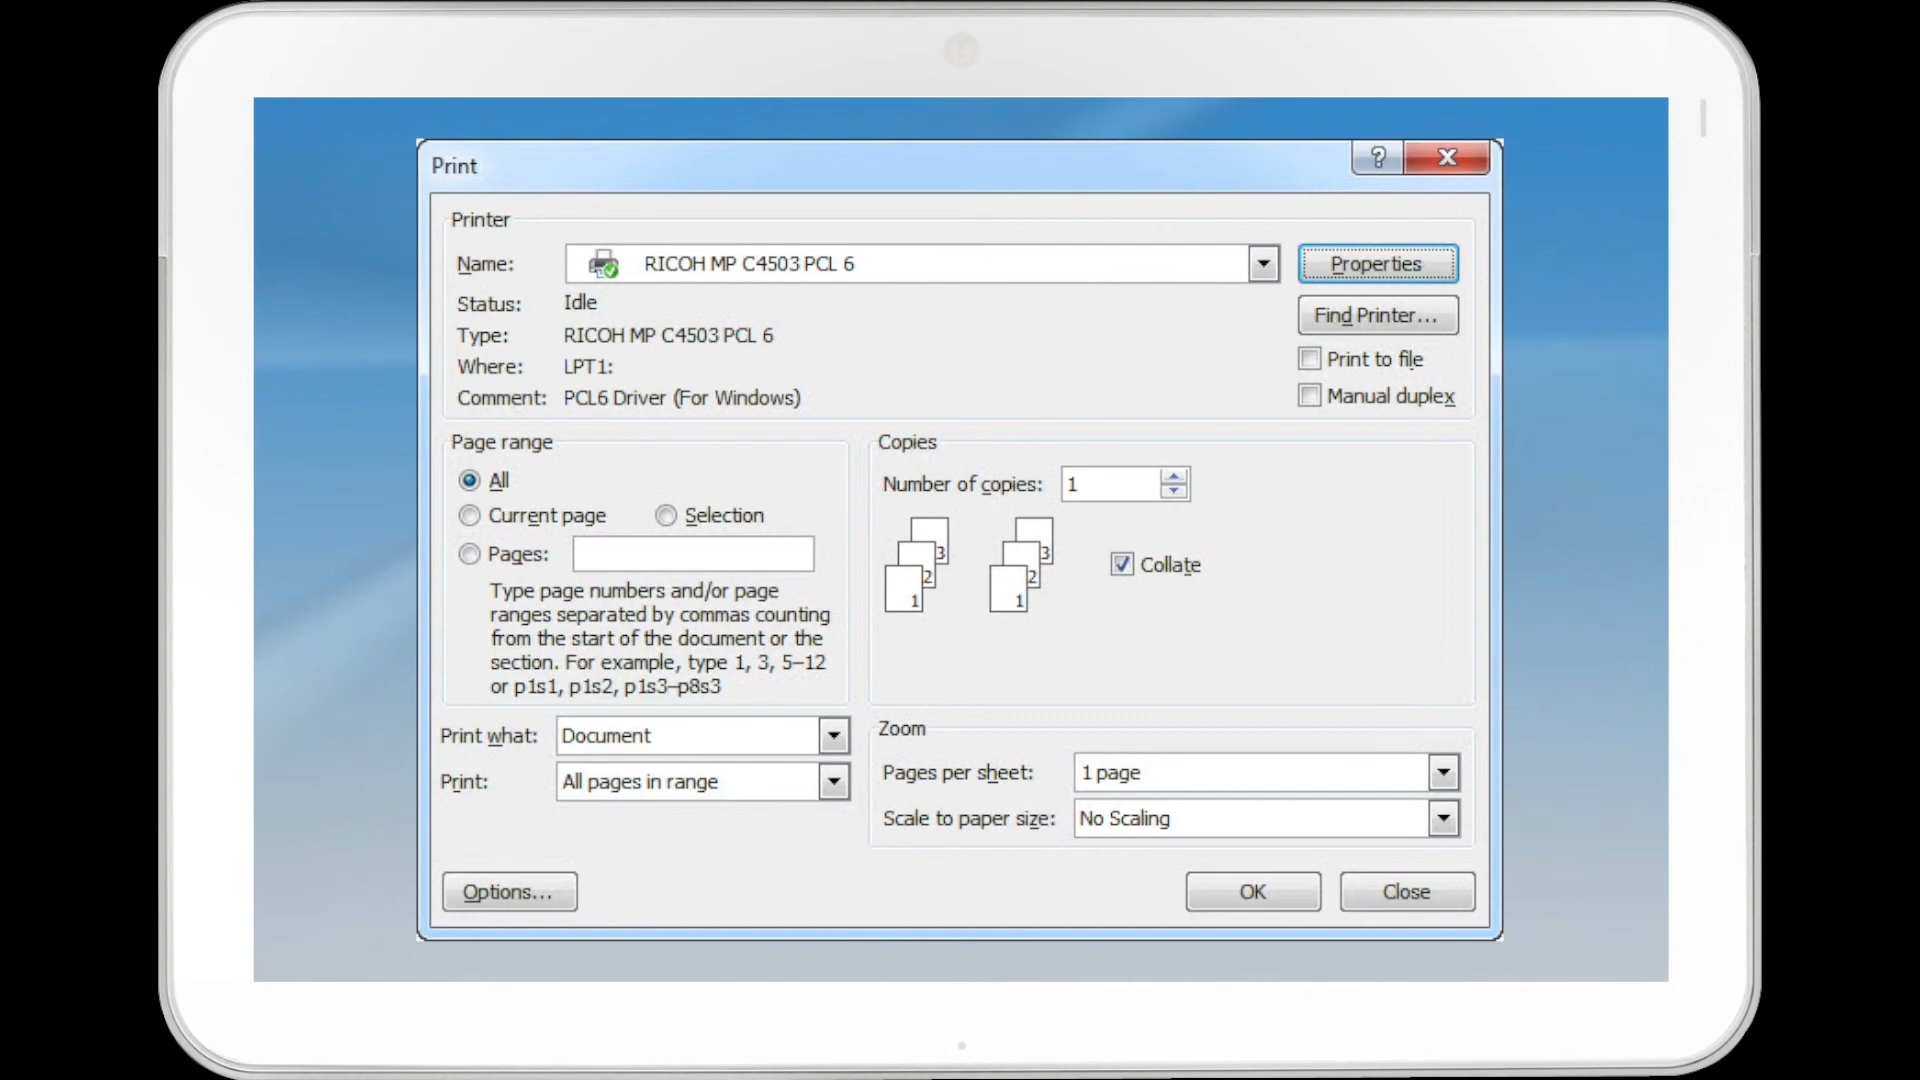 Print
?
Printer
Name: RICOH MP C4503 PCL 6 Properties
Status: Idle
Find Printer...
Type: RICOH MP C4503 PCL 6
Where: LPT1:
Print to file
Comment: PCL6 Driver (For Windows)
Manual duplex
Page range
All
Current page Selection
Pages:
Type page numbers and/or page
ranges separated by commas counting
from the start of the document or the
section. For example, type 1, 3, 5–12
or p1s1, p1s2, p1s3–p8s3
Copies
Number of copies: 1
3 3
2 2
1 1
Collate
Print what: Document
Print: All pages in range
Zoom
Pages per sheet: 1 page
Scale to paper size: No Scaling
Options... OK Close